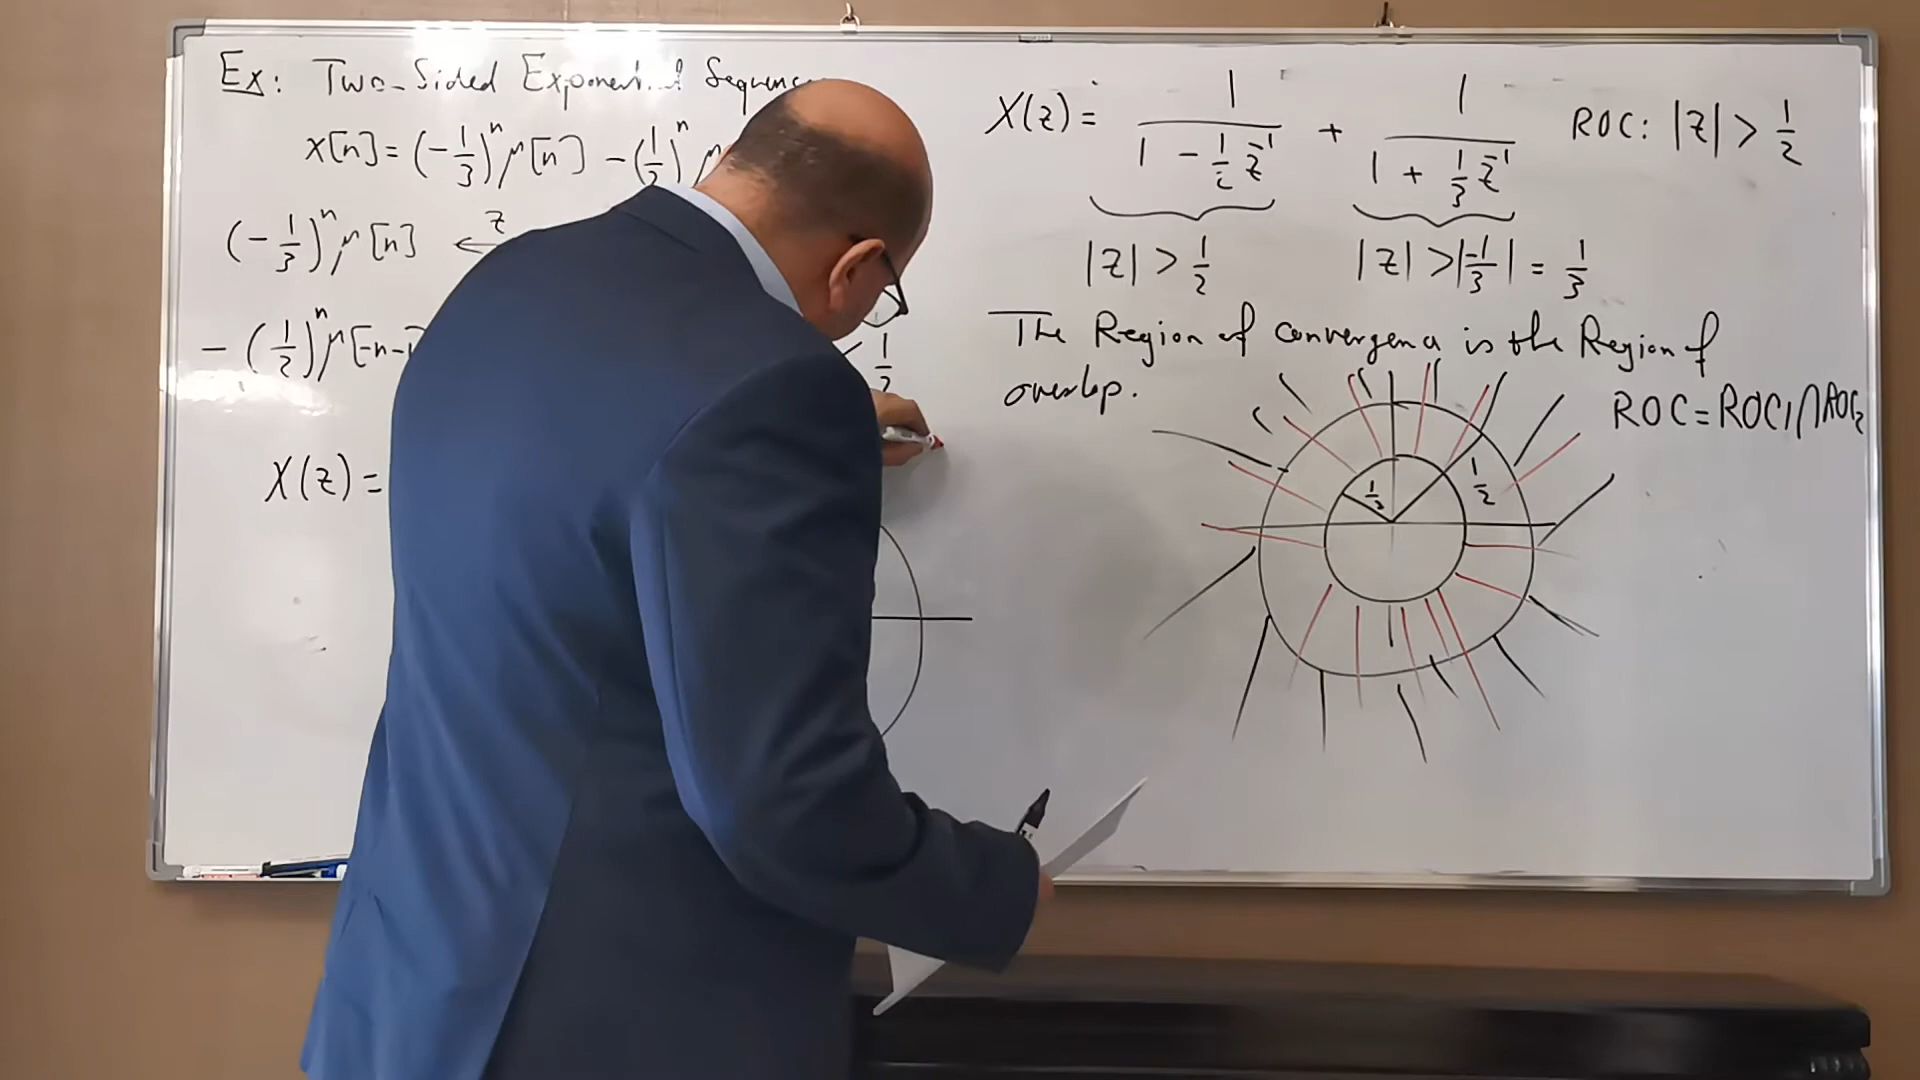 Ex: Two-Sided Exponential Sequence
x[n] = (-1/3)^n μ[n] - (1/2)^n μ
(-1/3)^n μ[n] ← z
- (1/2)^n μ[-n-1
1/2
X(z) =
X(z) = 1/(1 - 1/2 z^-1) + 1/(1 + 1/3 z^-1) ROC: |z| > 1/2
|z| > 1/2 |z| > |-1/3| = 1/3
The Region of convergence is the Region of
overlap.
ROC = ROC1 ∩ ROC2
1/3 1/2